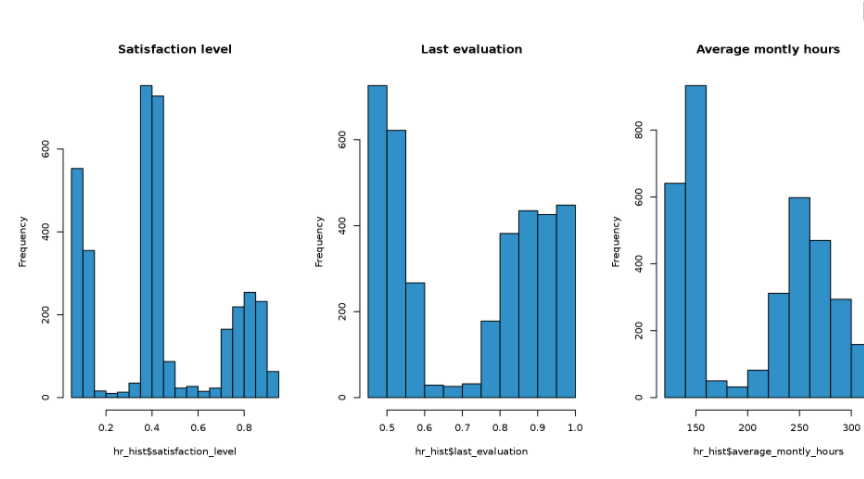 Satisfaction level
Frequency
600
400
200
0
0.2 0.4 0.6 0.8
hr_hist$satisfaction_level
Last evaluation
Frequency
600
400
200
0
0.5 0.6 0.7 0.8 0.9 1.0
hr_hist$last_evaluation
Average montly hours
Frequency
800
600
400
200
0
150 200 250 300
hr_hist$average_montly_hours